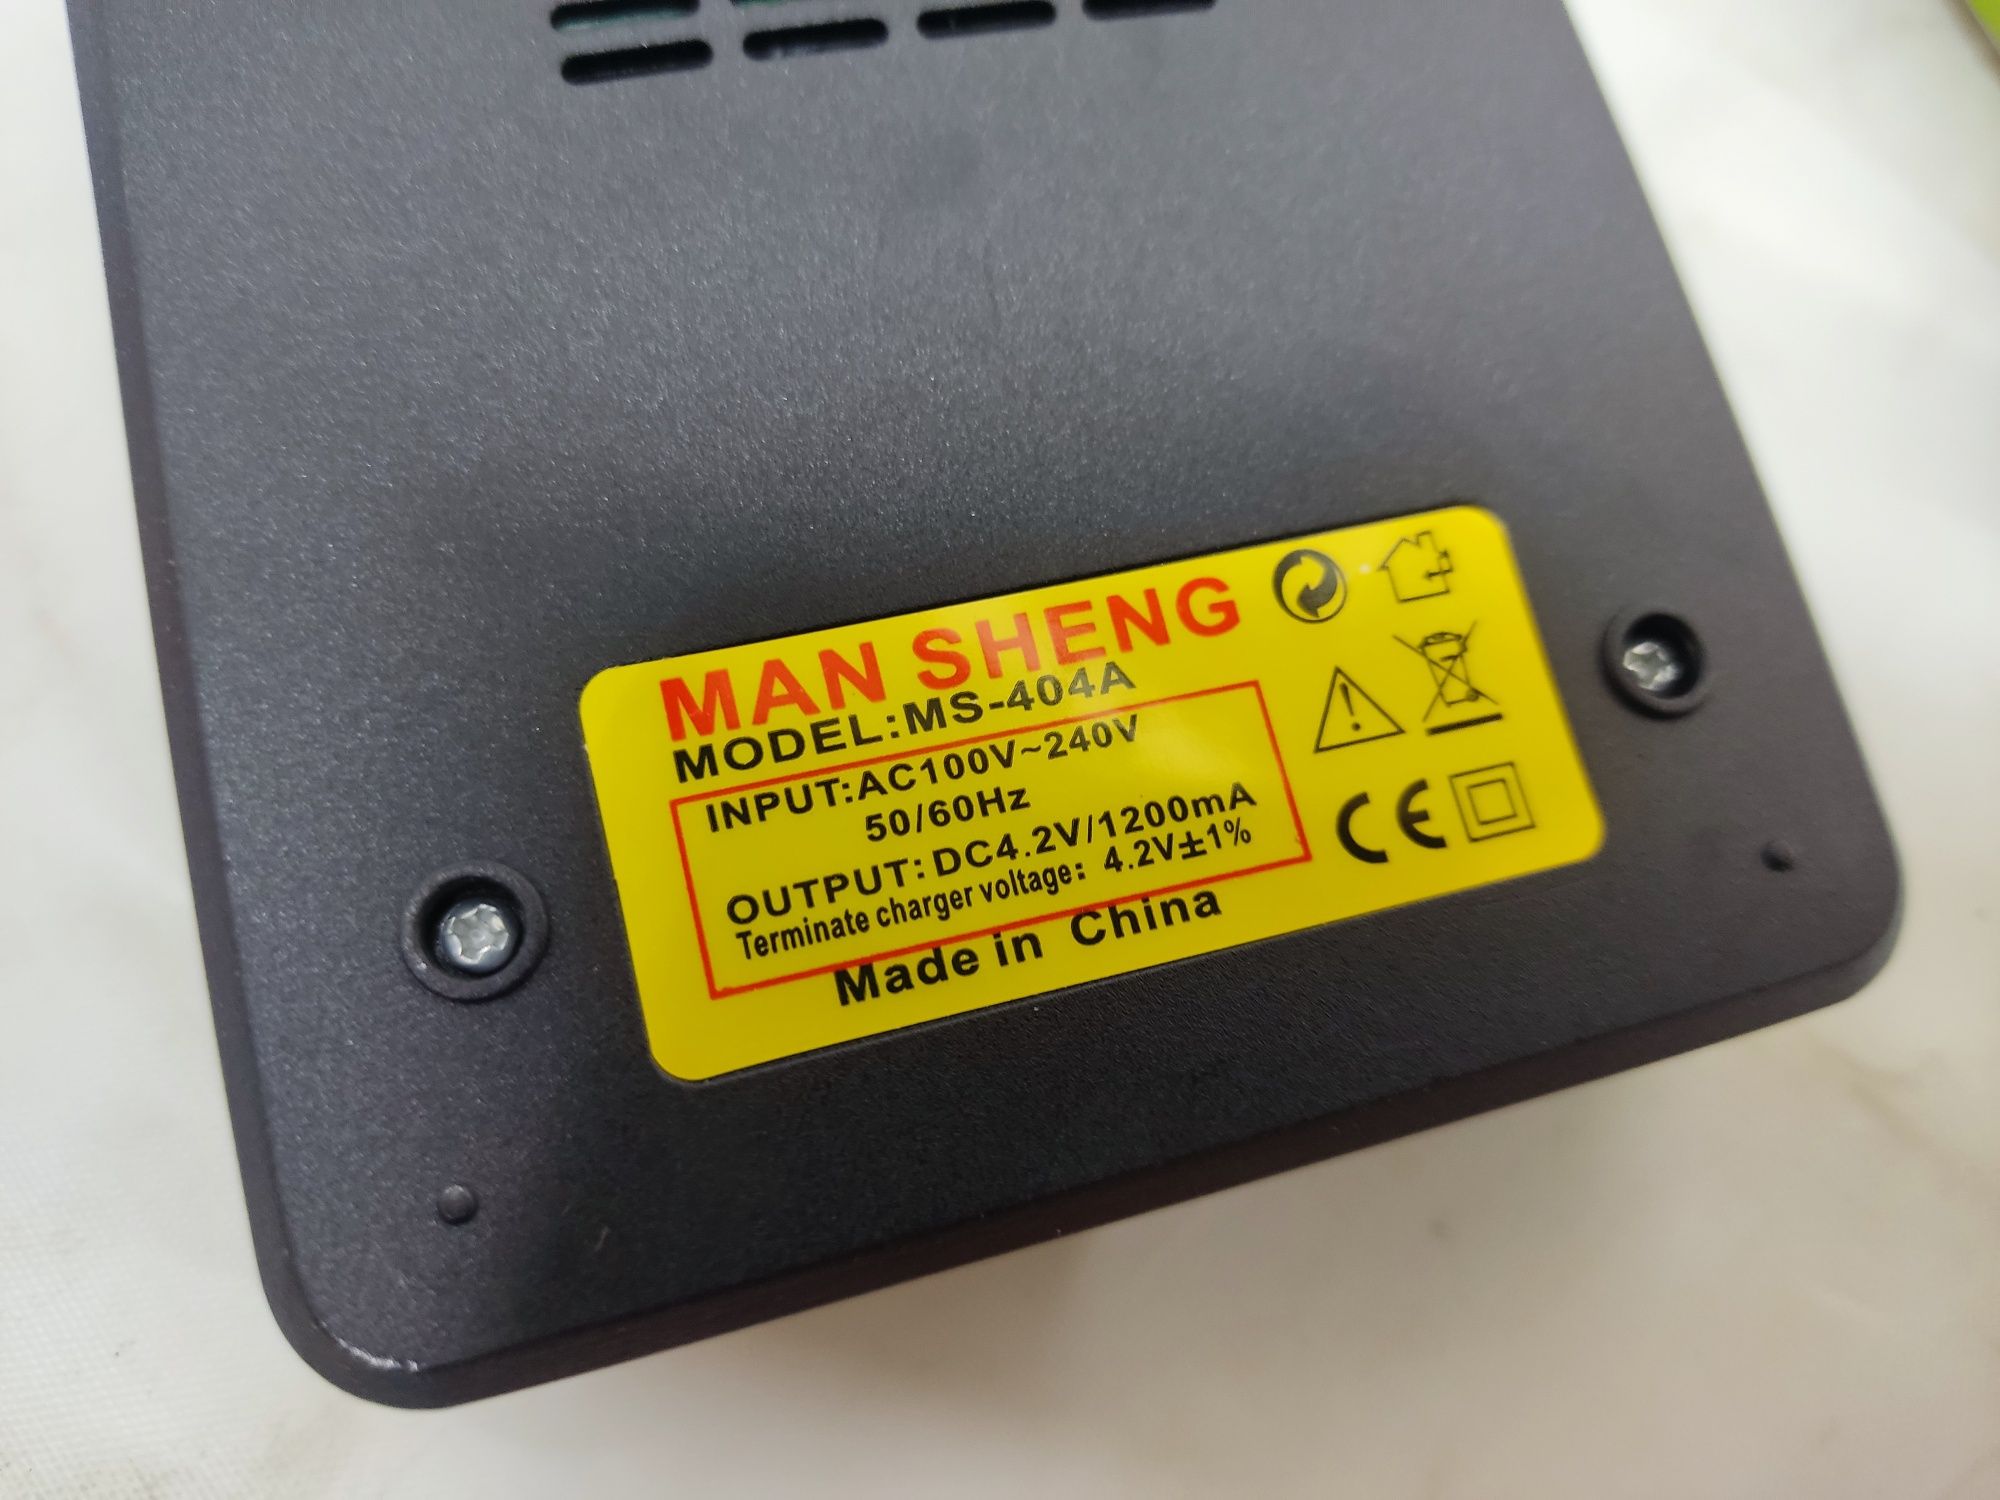 MAN SHENG
MODEL:MS-404A
INPUT:AC100V~240V
50/60Hz
OUTPUT:DC4.2V/1200mA
Terminate charger voltage: 4.2V±1%
Made in China
CE